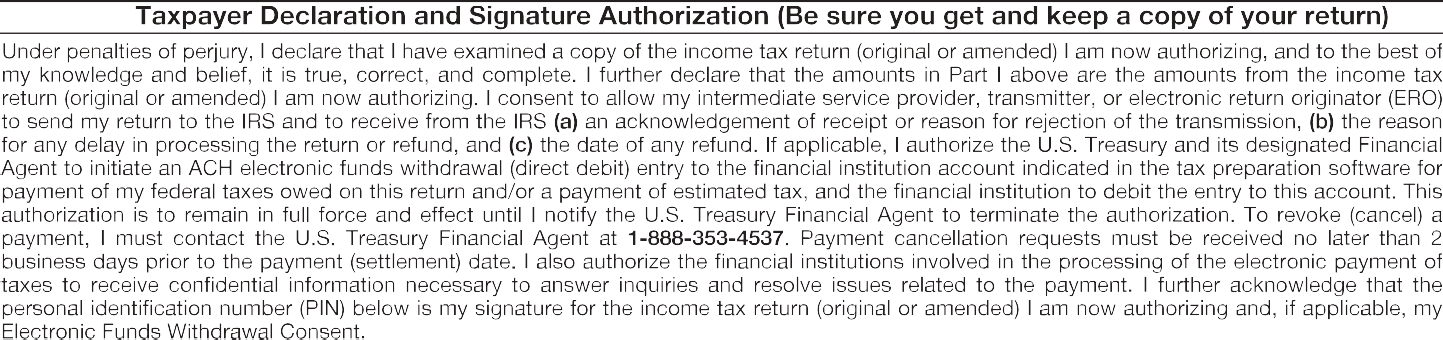 Taxpayer Declaration and Signature Authorization (Be sure you get and keep a copy of your return)
Under penalties of perjury, I declare that I have examined a copy of the income tax return (original or amended) I am now authorizing, and to the best of
my knowledge and belief, it is true, correct, and complete. I further declare that the amounts in Part I above are the amounts from the income tax
return (original or amended) I am now authorizing. I consent to allow my intermediate service provider, transmitter, or electronic return originator (ERO)
to send my return to the IRS and to receive from the IRS (a) an acknowledgement of receipt or reason for rejection of the transmission, (b) the reason
for any delay in processing the return or refund, and (c) the date of any refund. If applicable, I authorize the U.S. Treasury and its designated Financial
Agent to initiate an ACH electronic funds withdrawal (direct debit) entry to the financial institution account indicated in the tax preparation software for
payment of my federal taxes owed on this return and/or a payment of estimated tax, and the financial institution to debit the entry to this account. This
authorization is to remain in full force and effect until I notify the U.S. Treasury Financial Agent to terminate the authorization. To revoke (cancel) a
payment, I must contact the U.S. Treasury Financial Agent at 1-888-353-4537. Payment cancellation requests must be received no later than 2
business days prior to the payment (settlement) date. I also authorize the financial institutions involved in the processing of the electronic payment of
taxes to receive confidential information necessary to answer inquiries and resolve issues related to the payment. I further acknowledge that the
personal identification number (PIN) below is my signature for the income tax return (original or amended) I am now authorizing and, if applicable, my
Electronic Funds Withdrawal Consent.